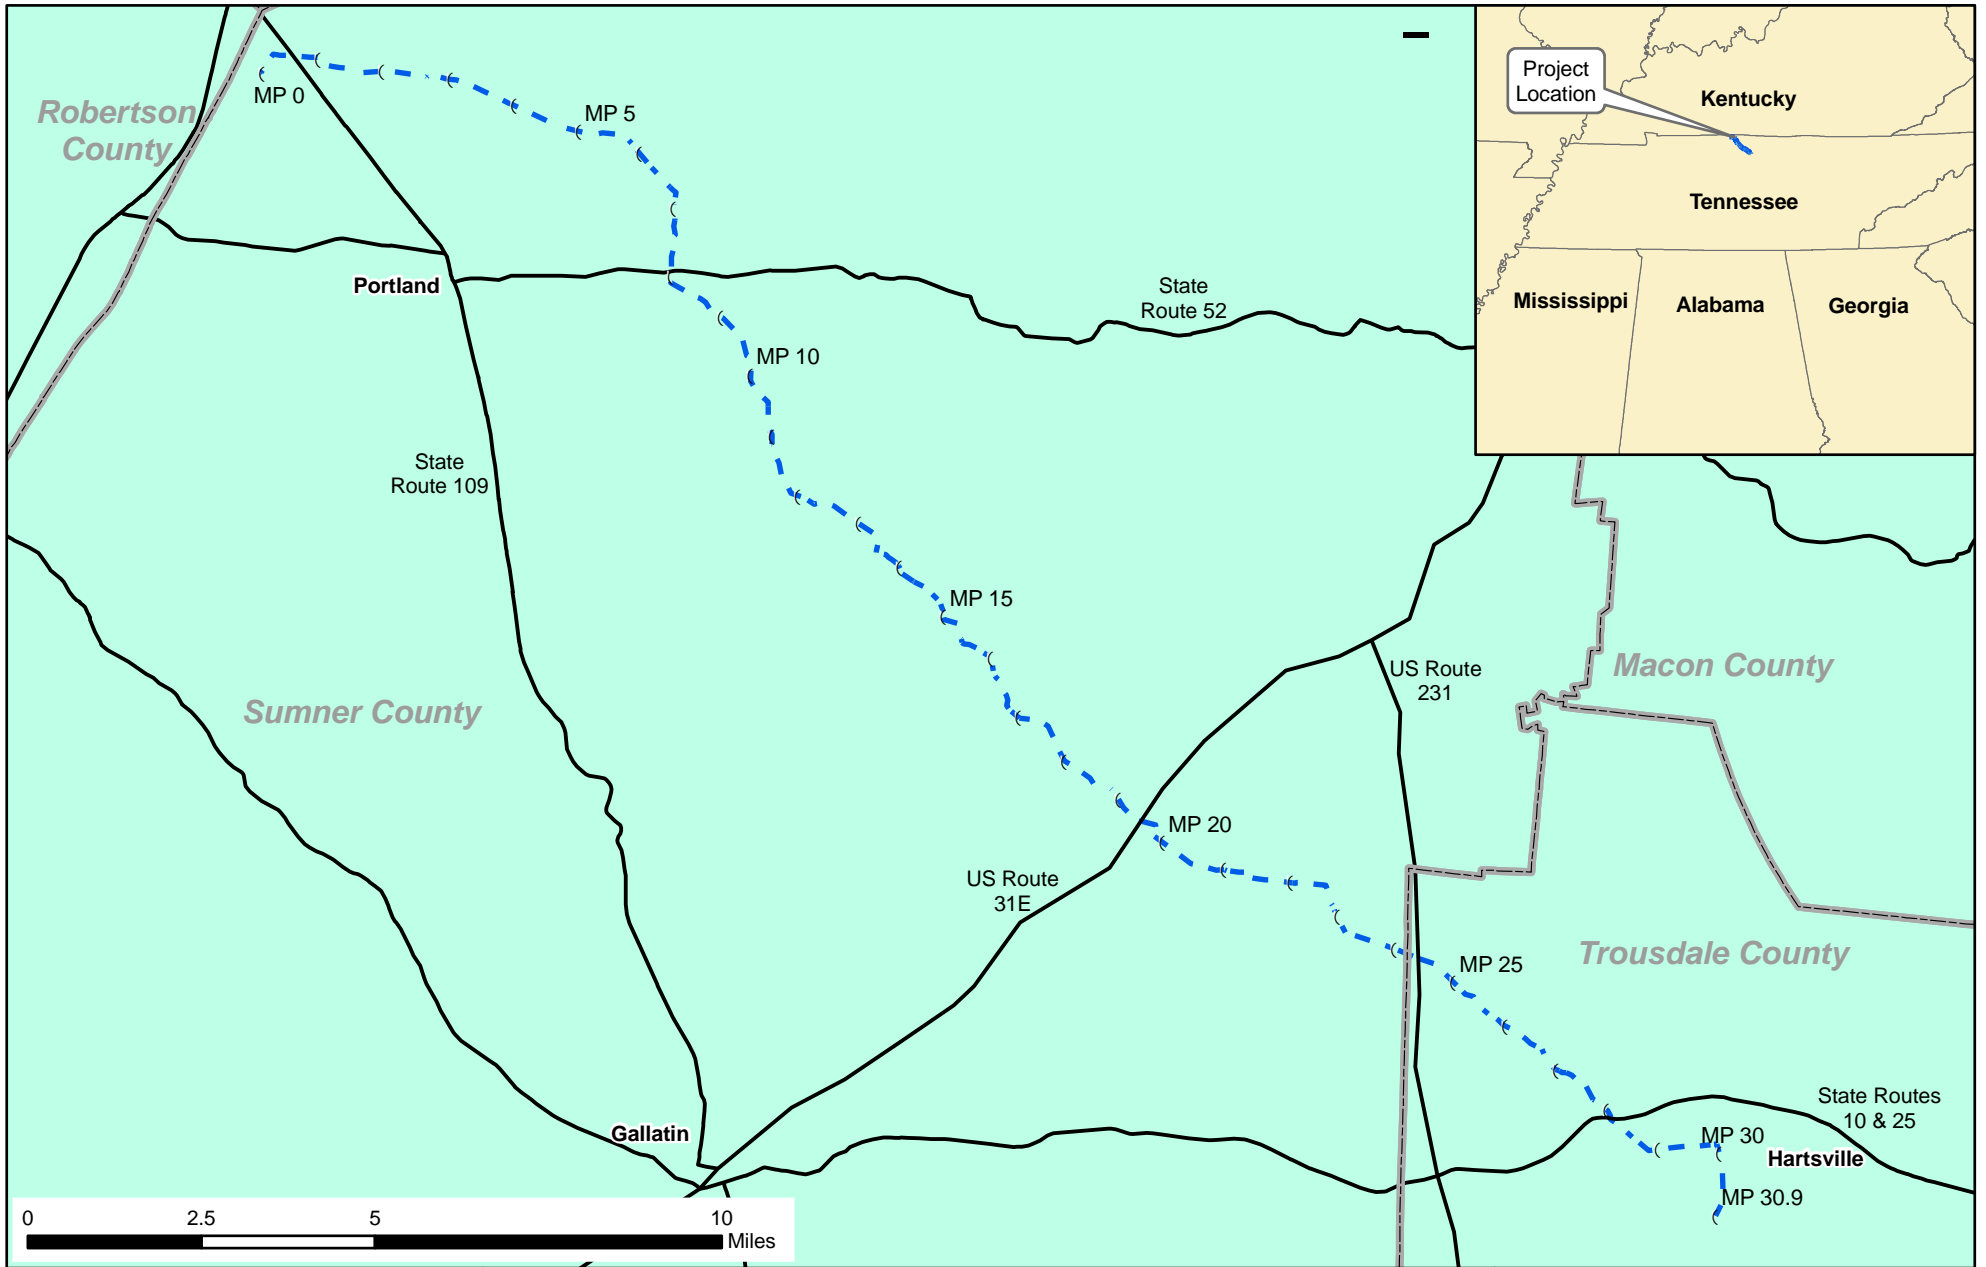 MP 0
Robertson
County
MP 5
Project
Location
Kentucky
Tennessee
Mississippi
Alabama
Georgia
Portland
State
Route 52
MP 10
State
Route 109
MP 15
US Route
231
Macon County
Sumner County
MP 20
US Route
31E
Trousdale County
MP 25
State Routes
10 & 25
Gallatin
MP 30
Hartsville
MP 30.9
0
2.5
5
10
Miles